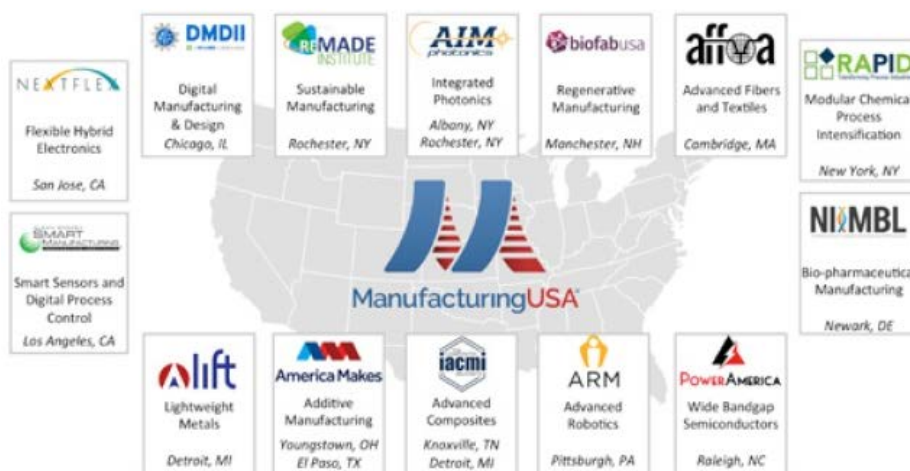 NEXTFLEX
Flexible Hybrid
Electronics
San Jose, CA
DMDII
Digital
Manufacturing
& Design
Chicago, IL
REMADE
INSTITUTE
Sustainable
Manufacturing
Rochester, NY
AIM
photonics
Integrated
Photonics
Albany, NY
Rochester, NY
biofabusa
Regenerative
Manufacturing
Manchester, NH
affoa
Advanced Fibers
and Textiles
Cambridge, MA
RAPID
Transforming Process Industries
Modular Chemical
Process
Intensification
New York, NY
SMART
MANUFACTURING
Smart Sensors and
Digital Process
Control
Los Angeles, CA
ManufacturingUSA
NIIMBL
Bio-pharmaceutical
Manufacturing
Newark, DE
lift
Lightweight
Metals
Detroit, MI
America Makes
Additive
Manufacturing
Youngstown, OH
El Paso, TX
iacmi
Advanced
Composites
Knoxville, TN
Detroit, MI
ARM
Advanced
Robotics
Pittsburgh, PA
POWERAMERICA
Wide Bandgap
Semiconductors
Raleigh, NC